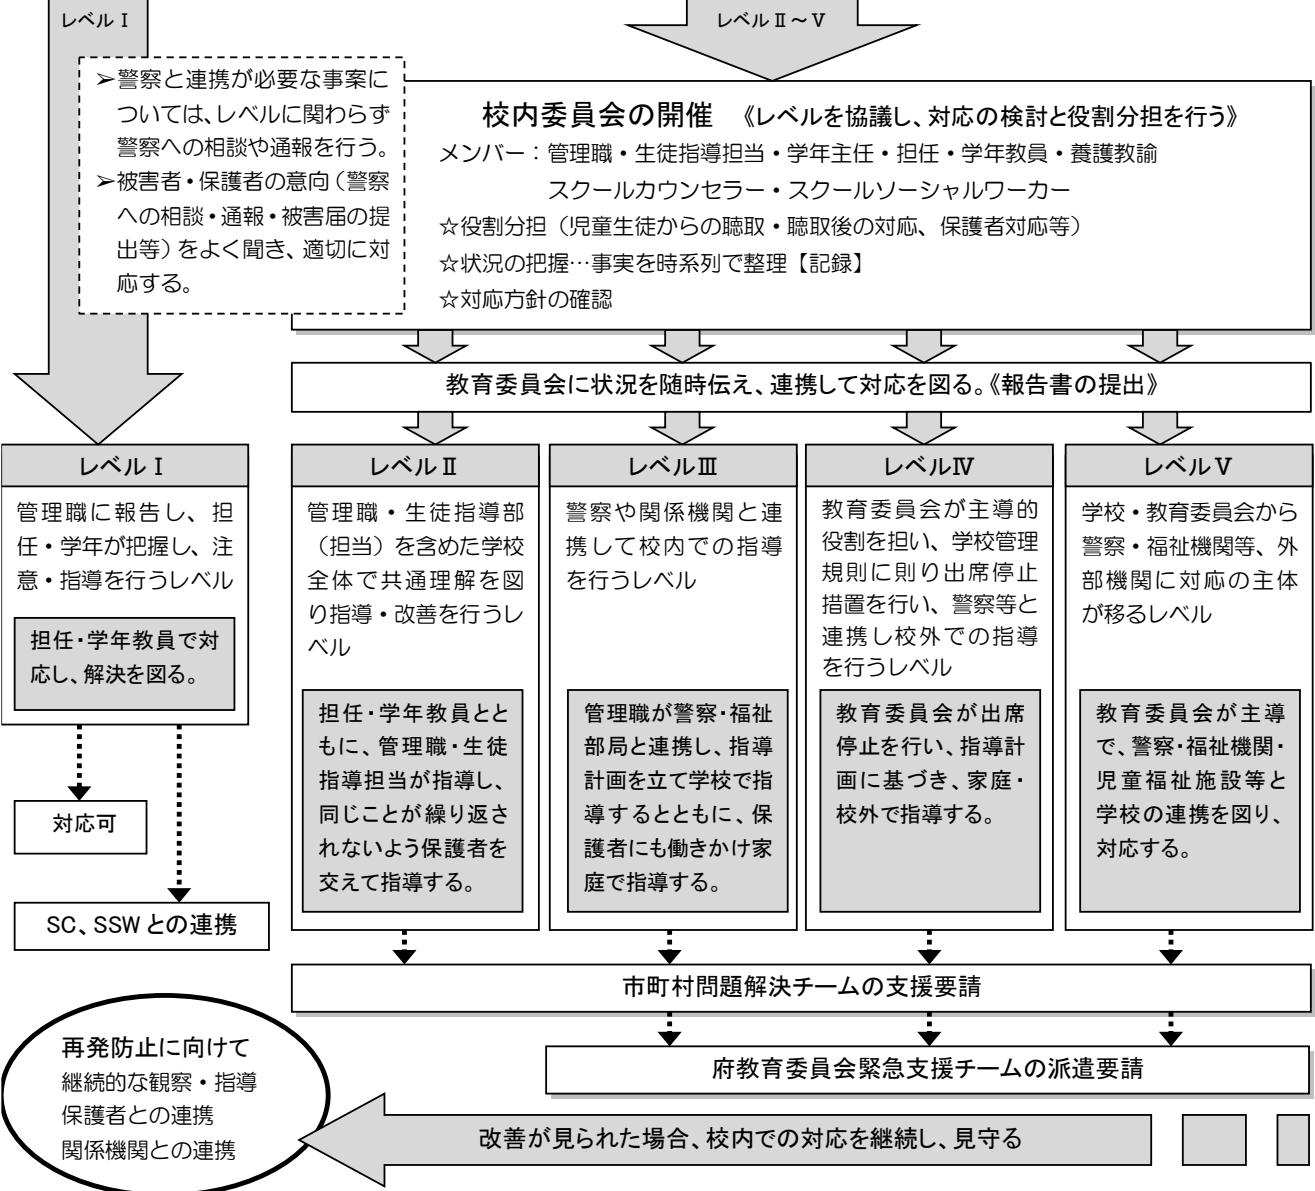 レベルⅠ
レベルⅡ～Ⅴ
➢警察と連携が必要な事案に
ついては、レベルに関わらず
警察への相談や通報を行う。
➢被害者・保護者の意向（警察
への相談・通報・被害届の提
出等）をよく聞き、適切に対
応する。
校内委員会の開催　《レベルを協議し、対応の検討と役割分担を行う》
メンバー：管理職・生徒指導担当・学年主任・担任・学年教員・養護教諭
スクールカウンセラー・スクールソーシャルワーカー
☆役割分担（児童生徒からの聴取・聴取後の対応、保護者対応等）
☆状況の把握…事実を時系列で整理【記録】
☆対応方針の確認
教育委員会に状況を随時伝え、連携して対応を図る。《報告書の提出》
レベルⅠ
管理職に報告し、担
任・学年が把握し、注
意・指導を行うレベル
担任・学年教員で対
応し、解決を図る。
対応可
SC、SSWとの連携
レベルⅡ
管理職・生徒指導部
（担当）を含めた学校
全体で共通理解を図
り指導・改善を行うレ
ベル
担任・学年教員とと
もに、管理職・生徒
指導担当が指導し、
同じことが繰り返さ
れないよう保護者を
交えて指導する。
レベルⅢ
警察や関係機関と連
携して校内での指導
を行うレベル
管理職が警察・福祉
部局と連携し、指導
計画を立て学校で指
導するとともに、保
護者にも働きかけ家
庭で指導する。
レベルⅣ
教育委員会が主導的
役割を担い、学校管理
規則に則り出席停止
措置を行い、警察等と
連携し校外での指導
を行うレベル
教育委員会が出席
停止を行い、指導計
画に基づき、家庭・
校外で指導する。
レベルⅤ
学校・教育委員会から
警察・福祉機関等、外
部機関に対応の主体
が移るレベル
教育委員会が主導
で、警察・福祉機関・
児童福祉施設等と
学校の連携を図り、
対応する。
市町村問題解決チームの支援要請
府教育委員会緊急支援チームの派遣要請
再発防止に向けて
継続的な観察・指導
保護者との連携
関係機関との連携
改善が見られた場合、校内での対応を継続し、見守る